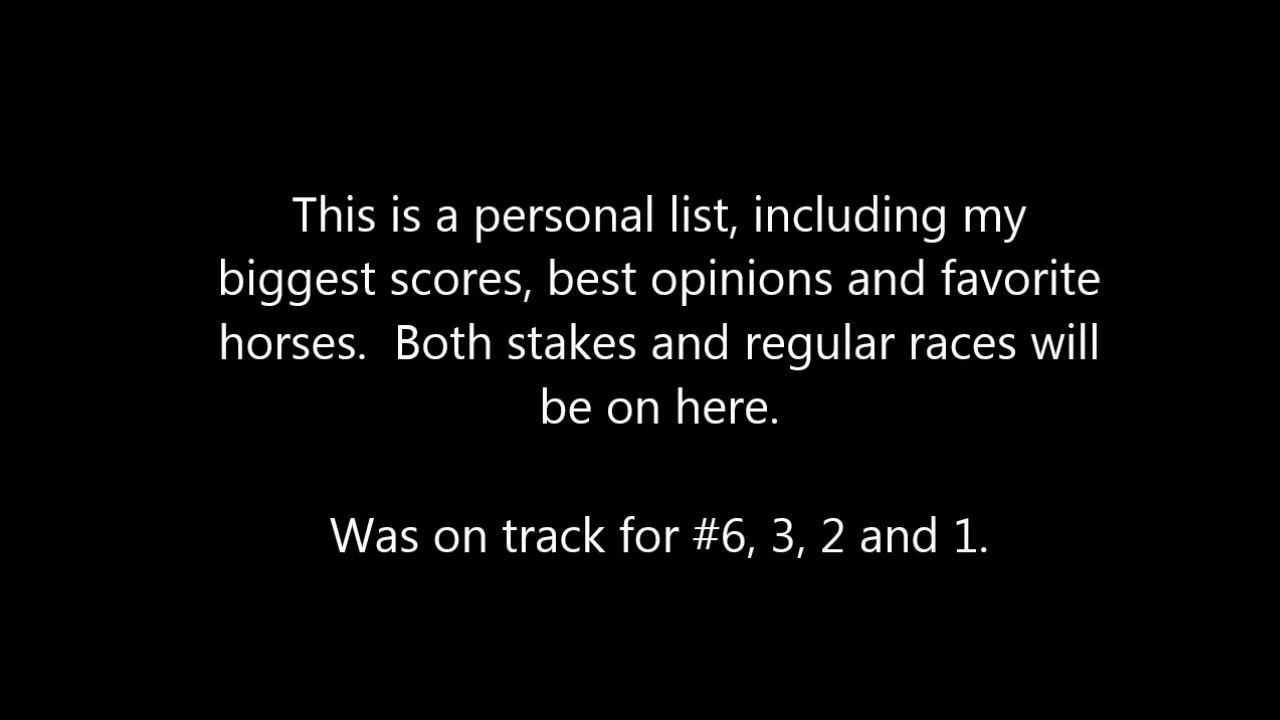 This is a personal list, including my
biggest scores, best opinions and favorite
horses.  Both stakes and regular races will
be on here.
Was on track for #6, 3, 2 and 1.